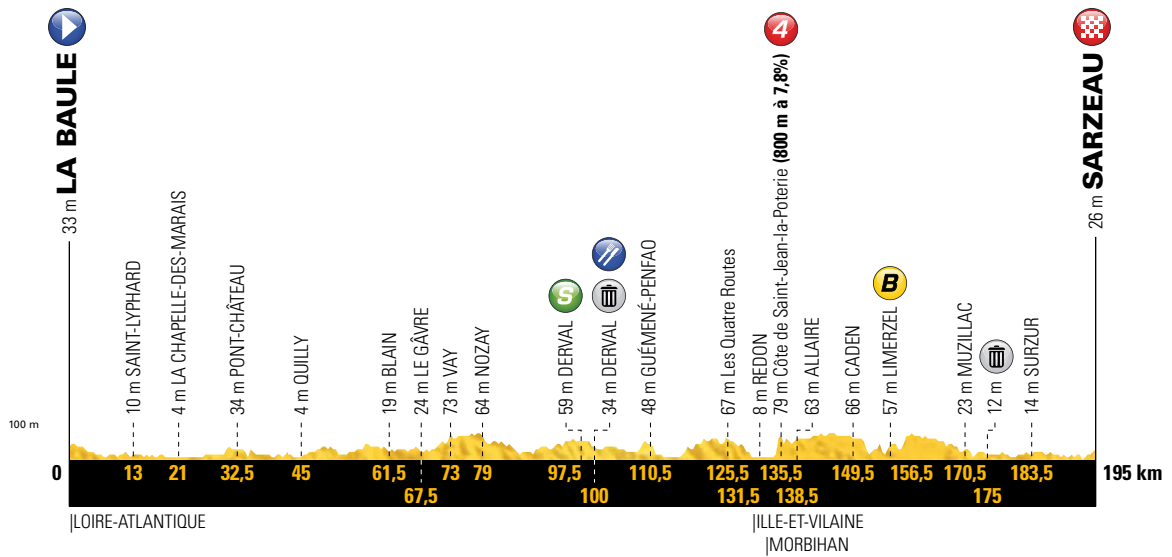 33 m LA BAULE
10 m SAINT-LYPHARD
4 m LA CHAPELLE-DES-MARAIS
34 m PONT-CHÂTEAU
4 m QUILLY
19 m BLAIN
24 m LE GÂVRE
73 m VAY
64 m NOZAY
S
59 m DERVAL
34 m DERVAL
48 m GUÉMENÉ-PENFAO
67 m Les Quatre Routes
8 m REDON
4
79 m Côte de Saint-Jean-la-Poterie (800 m à 7,8%)
63 m ALLAIRE
66 m CADEN
B
57 m LIMERZEL
23 m MUZILLAC
12 m
14 m SURZUR
26 m SARZEAU
100 m
0 13 21 32,5 45 61,5 73 79 97,5 110,5 125,5 135,5 149,5 156,5 170,5 183,5 195 km
67,5 100 131,5 138,5 175
|LOIRE-ATLANTIQUE |ILLE-ET-VILAINE
|MORBIHAN